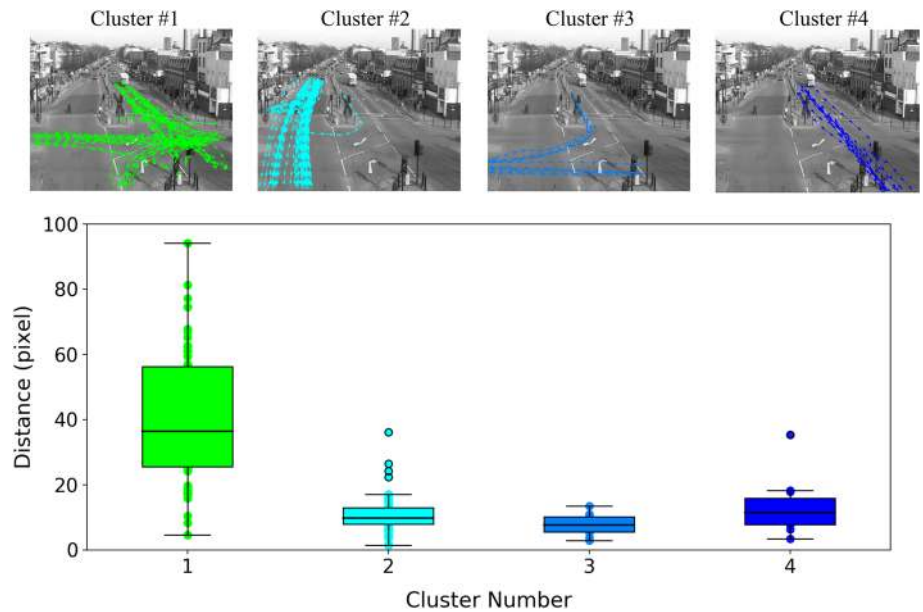 Cluster #1
Cluster #2
Cluster #3
Cluster #4
100
80
60
40
20
0
Distance (pixel)
1
2
3
4
Cluster Number